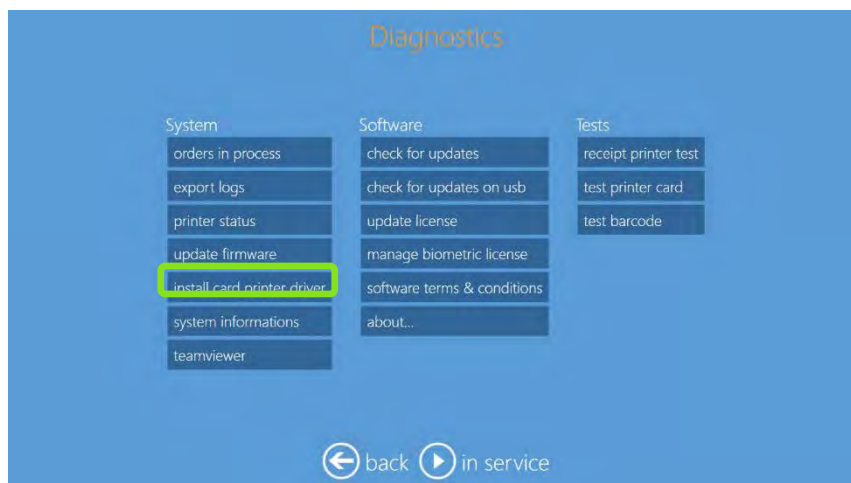 Diagnostics
System
orders in process
export logs
printer status
update firmware
install card printer driver
system informations
teamviewer
Software
check for updates
check for updates on usb
update license
manage biometric license
software terms & conditions
about...
Tests
receipt printer test
test printer card
test barcode
back in service